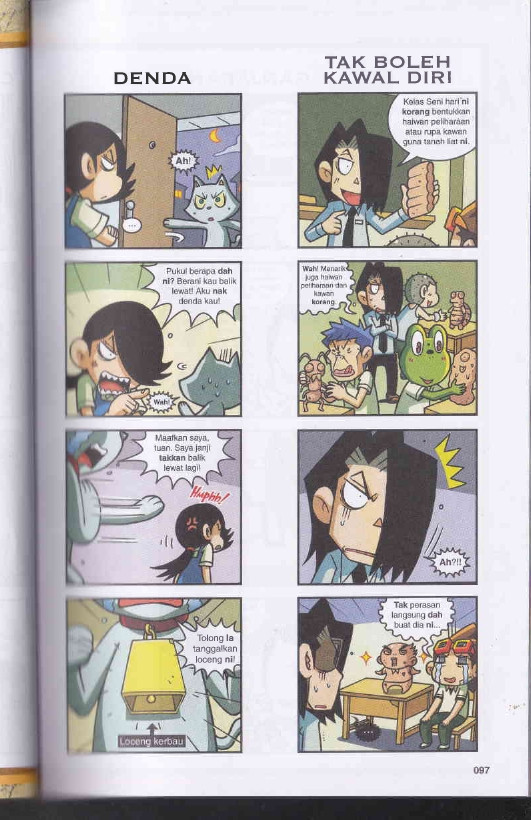 DENDA
Ah!
...
Pukul berapa dah
ni? Berani kau balik
lewat! Aku nak
denda kau!
Wah!
Maafkan saya,
tuan. Saya janji
takkan balik
lewat lagi!
Hmphh!
Tolong la
tanggalkan
loceng ni!
Loceng kerbau
TAK BOLEH
KAWAL DIRI
Kelas Seni hari ni
korang bentukkan
haiwan peliharaan
atau rupa kawan
guna tanah liat ni.
Wah! Menarik
juga haiwan
peliharaan dan
kawan
korang.
Ah?!!
Tak perasan
langsung dah
buat dia ni...
097